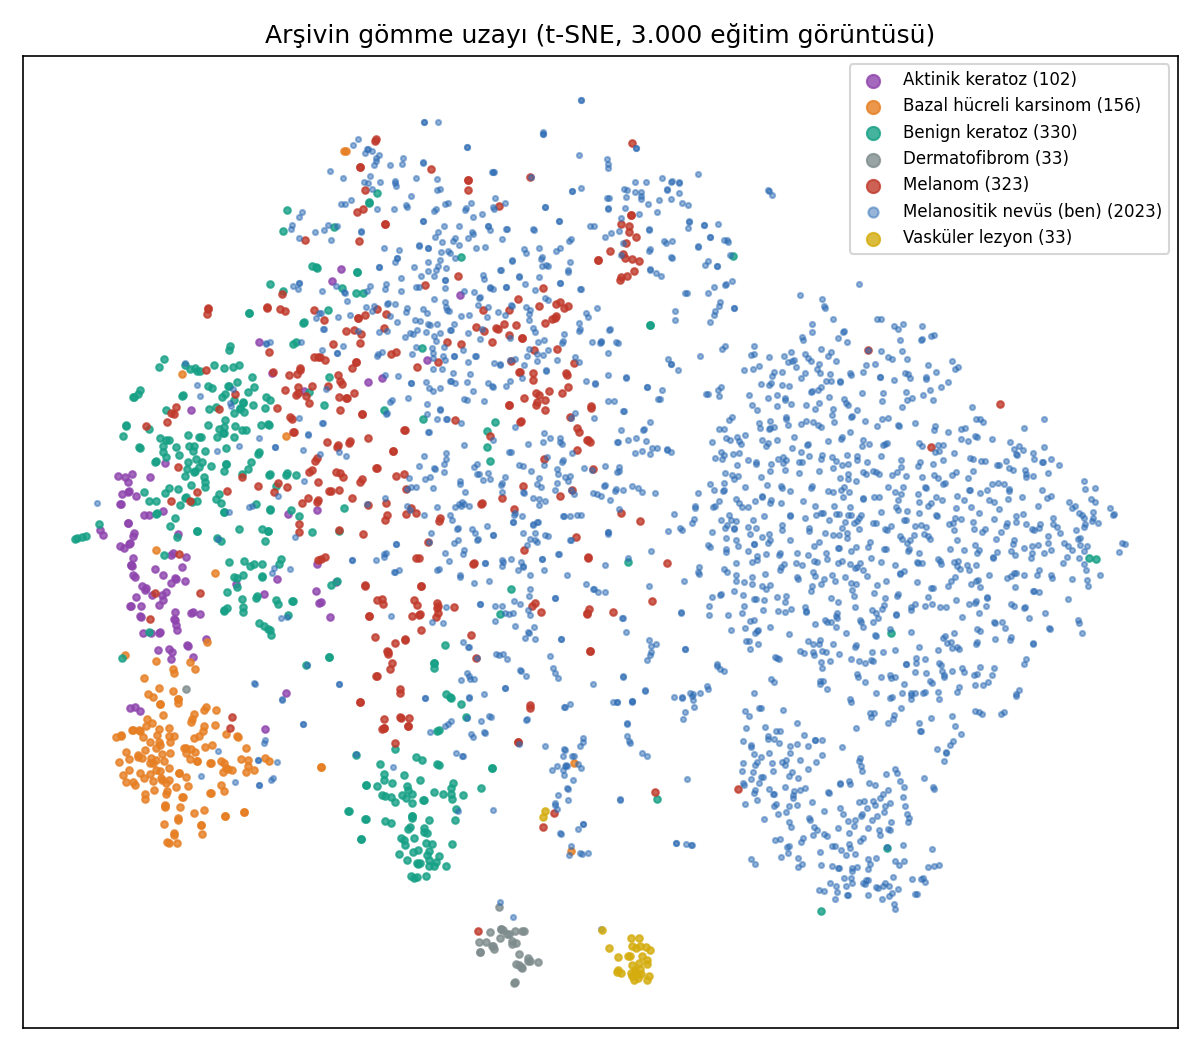 Arşivin gömme uzayı (t-SNE, 3.000 eğitim görüntüsü)
Aktinik keratoz (102)
Bazal hücreli karsinom (156)
Benign keratoz (330)
Dermatofibrom (33)
Melanom (323)
Melanositik nevüs (ben) (2023)
Vasküler lezyon (33)